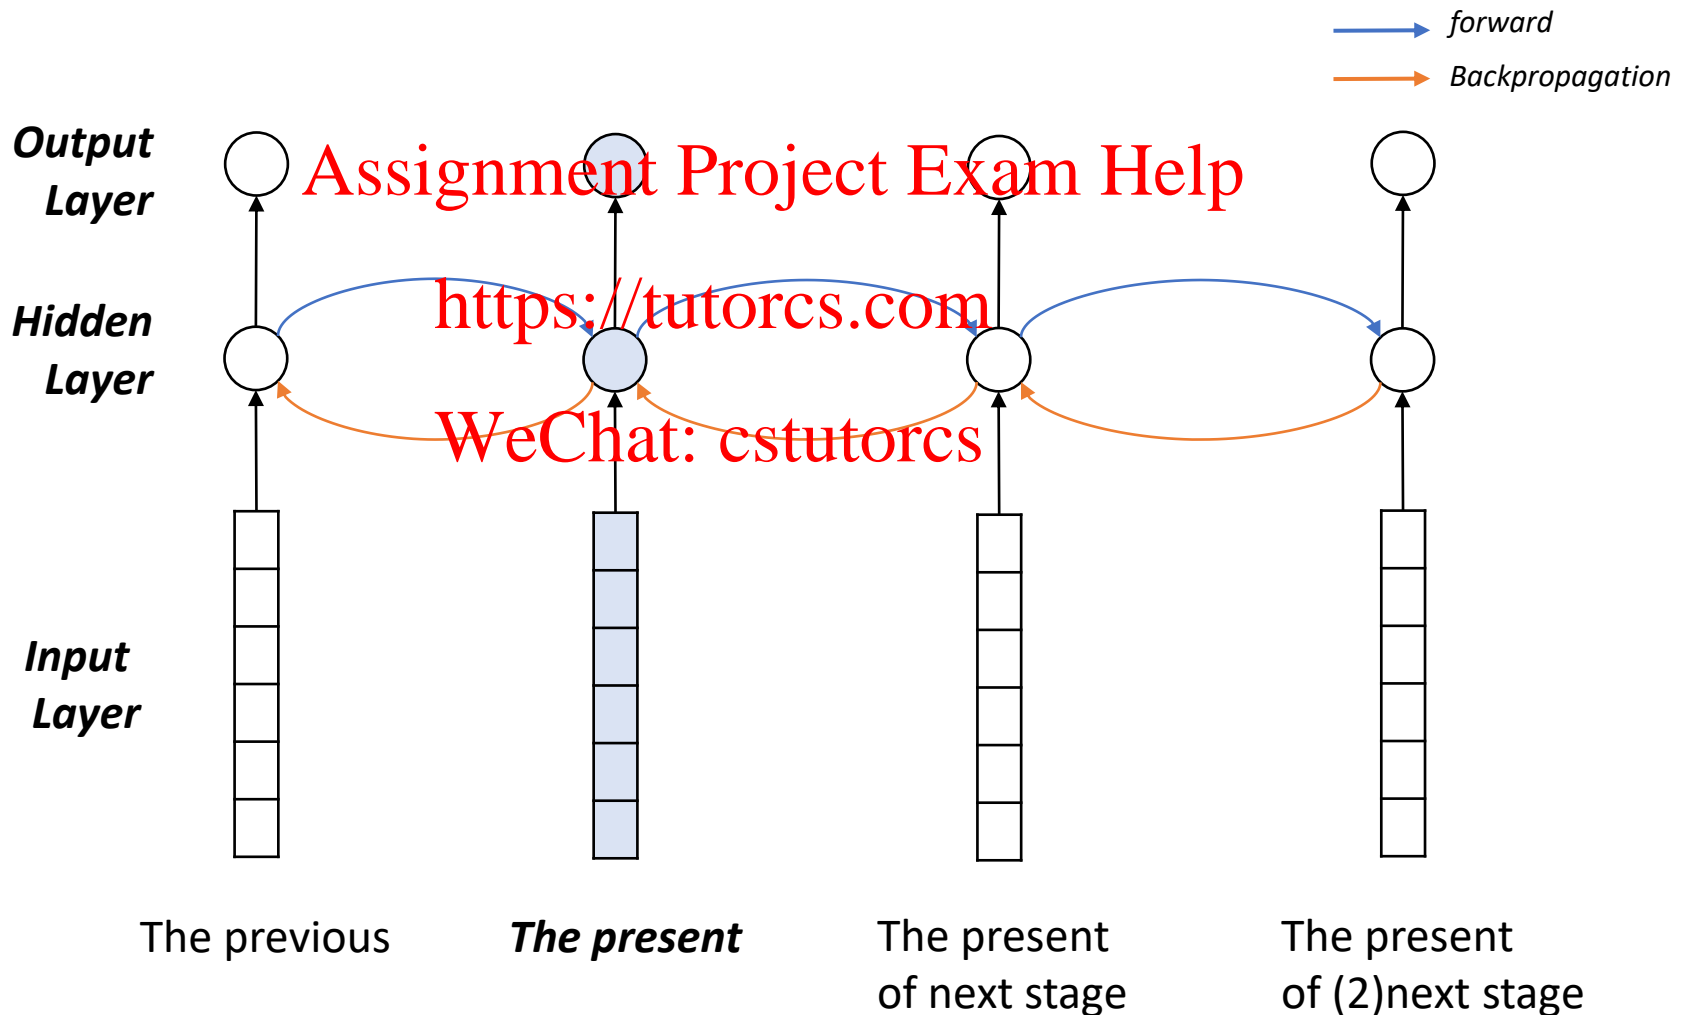 forward
Backpropagation
Output
Layer
Assignment Project Exam Help
https://tutorcs.com
Hidden
Layer
WeChat: cstutorcs
Input
Layer
The previous
The present
The present
of next stage
The present
of (2)next stage